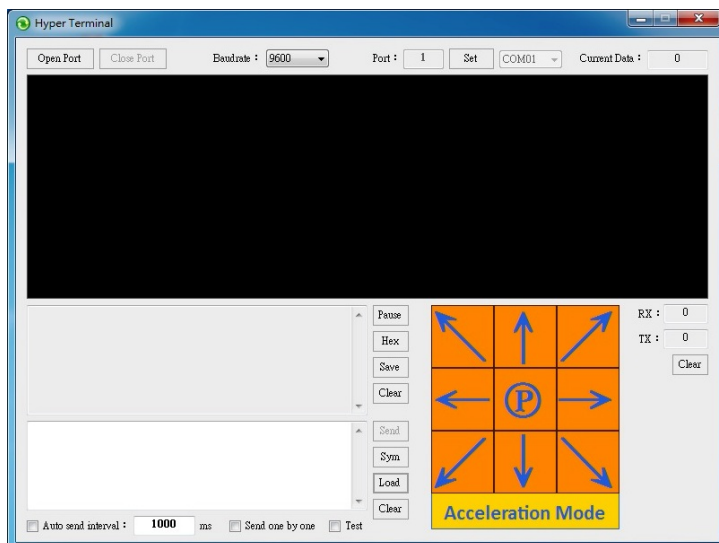 Hyper Terminal
Open Port Close Port Baudrate : 9600 Port : 1 Set COM01 Current Data : 0
Pause RX : 0
Hex TX : 0
Save Clear
Clear
P
Send
Sym
Load
Clear
Acceleration Mode
Auto send interval : 1000 ms Send one by one Test